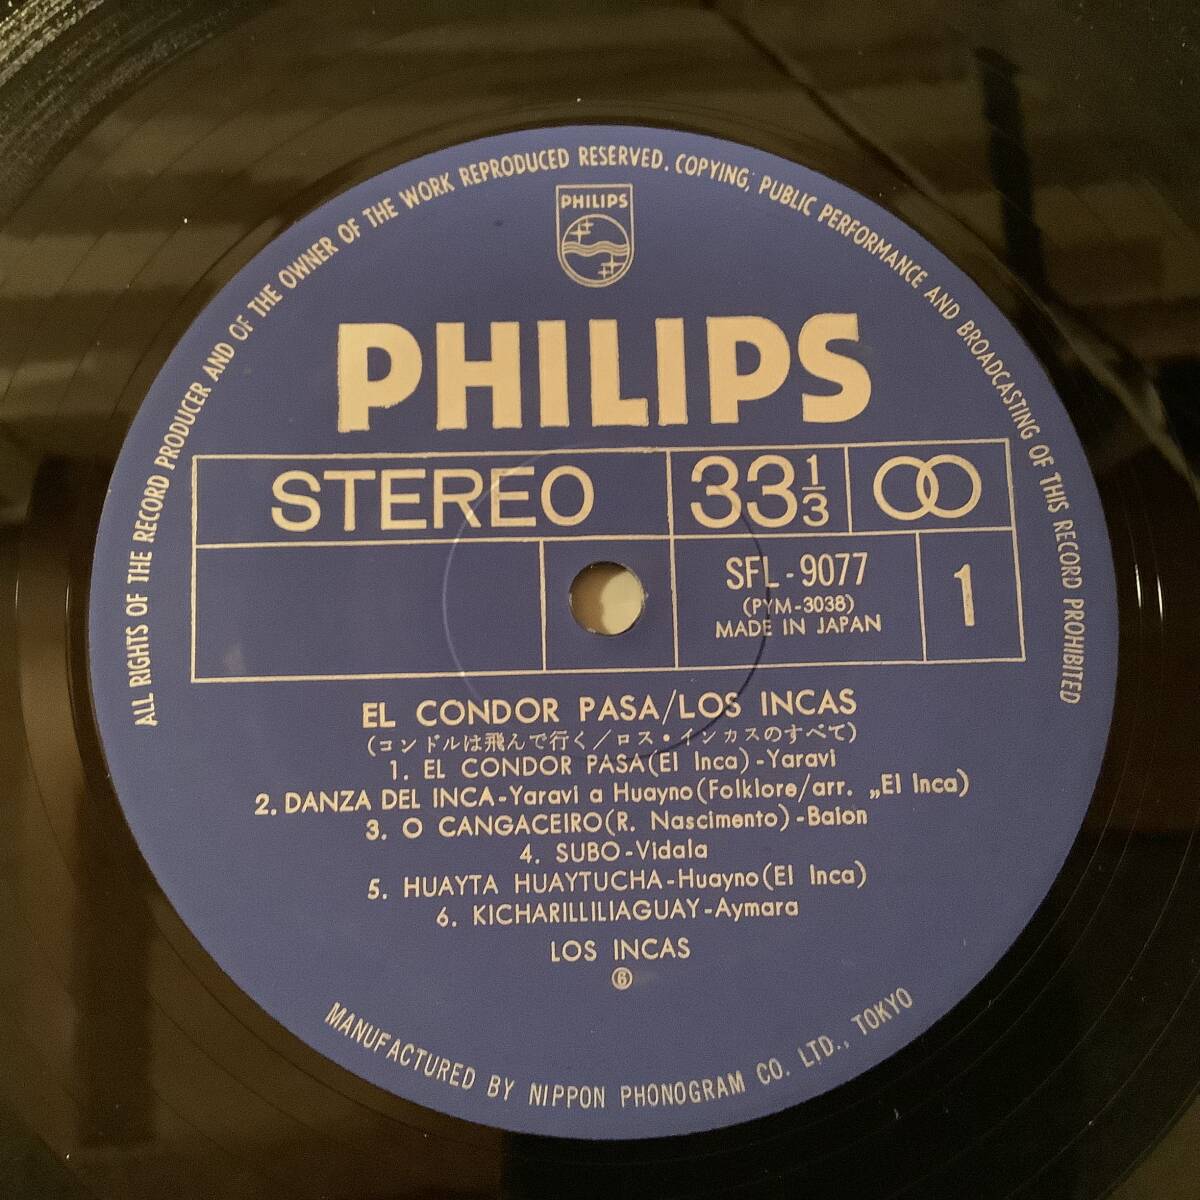 ALL RIGHTS OF THE RECORD PRODUCER AND OF THE OWNER OF THE WORK REPRODUCED RESERVED. COPYING, PUBLIC PERFORMANCE AND BROADCASTING OF THIS RECORD PROHIBITED
PHILIPS
PHILIPS
STEREO 33 1/3
SFL-9077
(PYM-3038)
MADE IN JAPAN
1
EL CONDOR PASA/LOS INCAS
(コンドルは飛んで行く/ロス・インカスのすべて)
1. EL CONDOR PASA(El Inca)-Yaravi
2. DANZA DEL INCA-Yaravi a Huayno(Folklore/arr. „El Inca)
3. O CANGACEIRO(R. Nascimento)-Baion
4. SUBO-Vidala
5. HUAYTA HUAYTUCHA-Huayno(El Inca)
6. KICHARILLILIAGUAY-Aymara
LOS INCAS
⑥
MANUFACTURED BY NIPPON PHONOGRAM CO. LTD., TOKYO